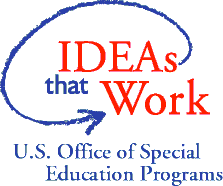 IDEAs
that Work
U.S. Office of Special
Education Programs